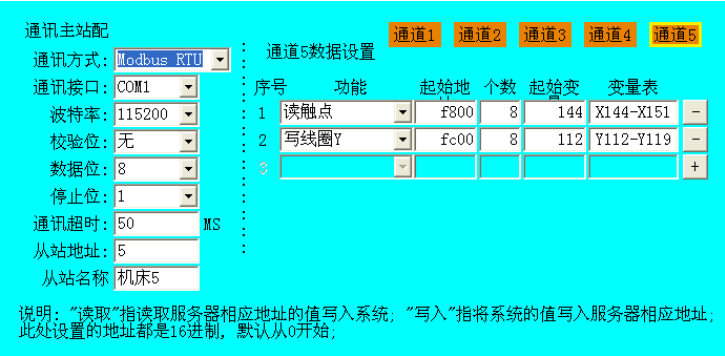 通讯主站配
通道1 通道2 通道3 通道4 通道5
通讯方式: Modbus RTU
通道5数据设置
通讯接口: COM1
序号 功能 起始地 个数 起始变 变量表
波特率: 115200
1 读触点 f800 8 144 X144-X151 -
校验位: 无
2 写线圈Y fc00 8 112 Y112-Y119 -
数据位: 8
3 +
停止位: 1
通讯超时: 50 MS
从站地址: 5
从站名称 机床5
说明: "读取"指读取服务器相应地址的值写入系统; "写入"指将系统的值写入服务器相应地址;
此处设置的地址都是16进制, 默认从0开始;